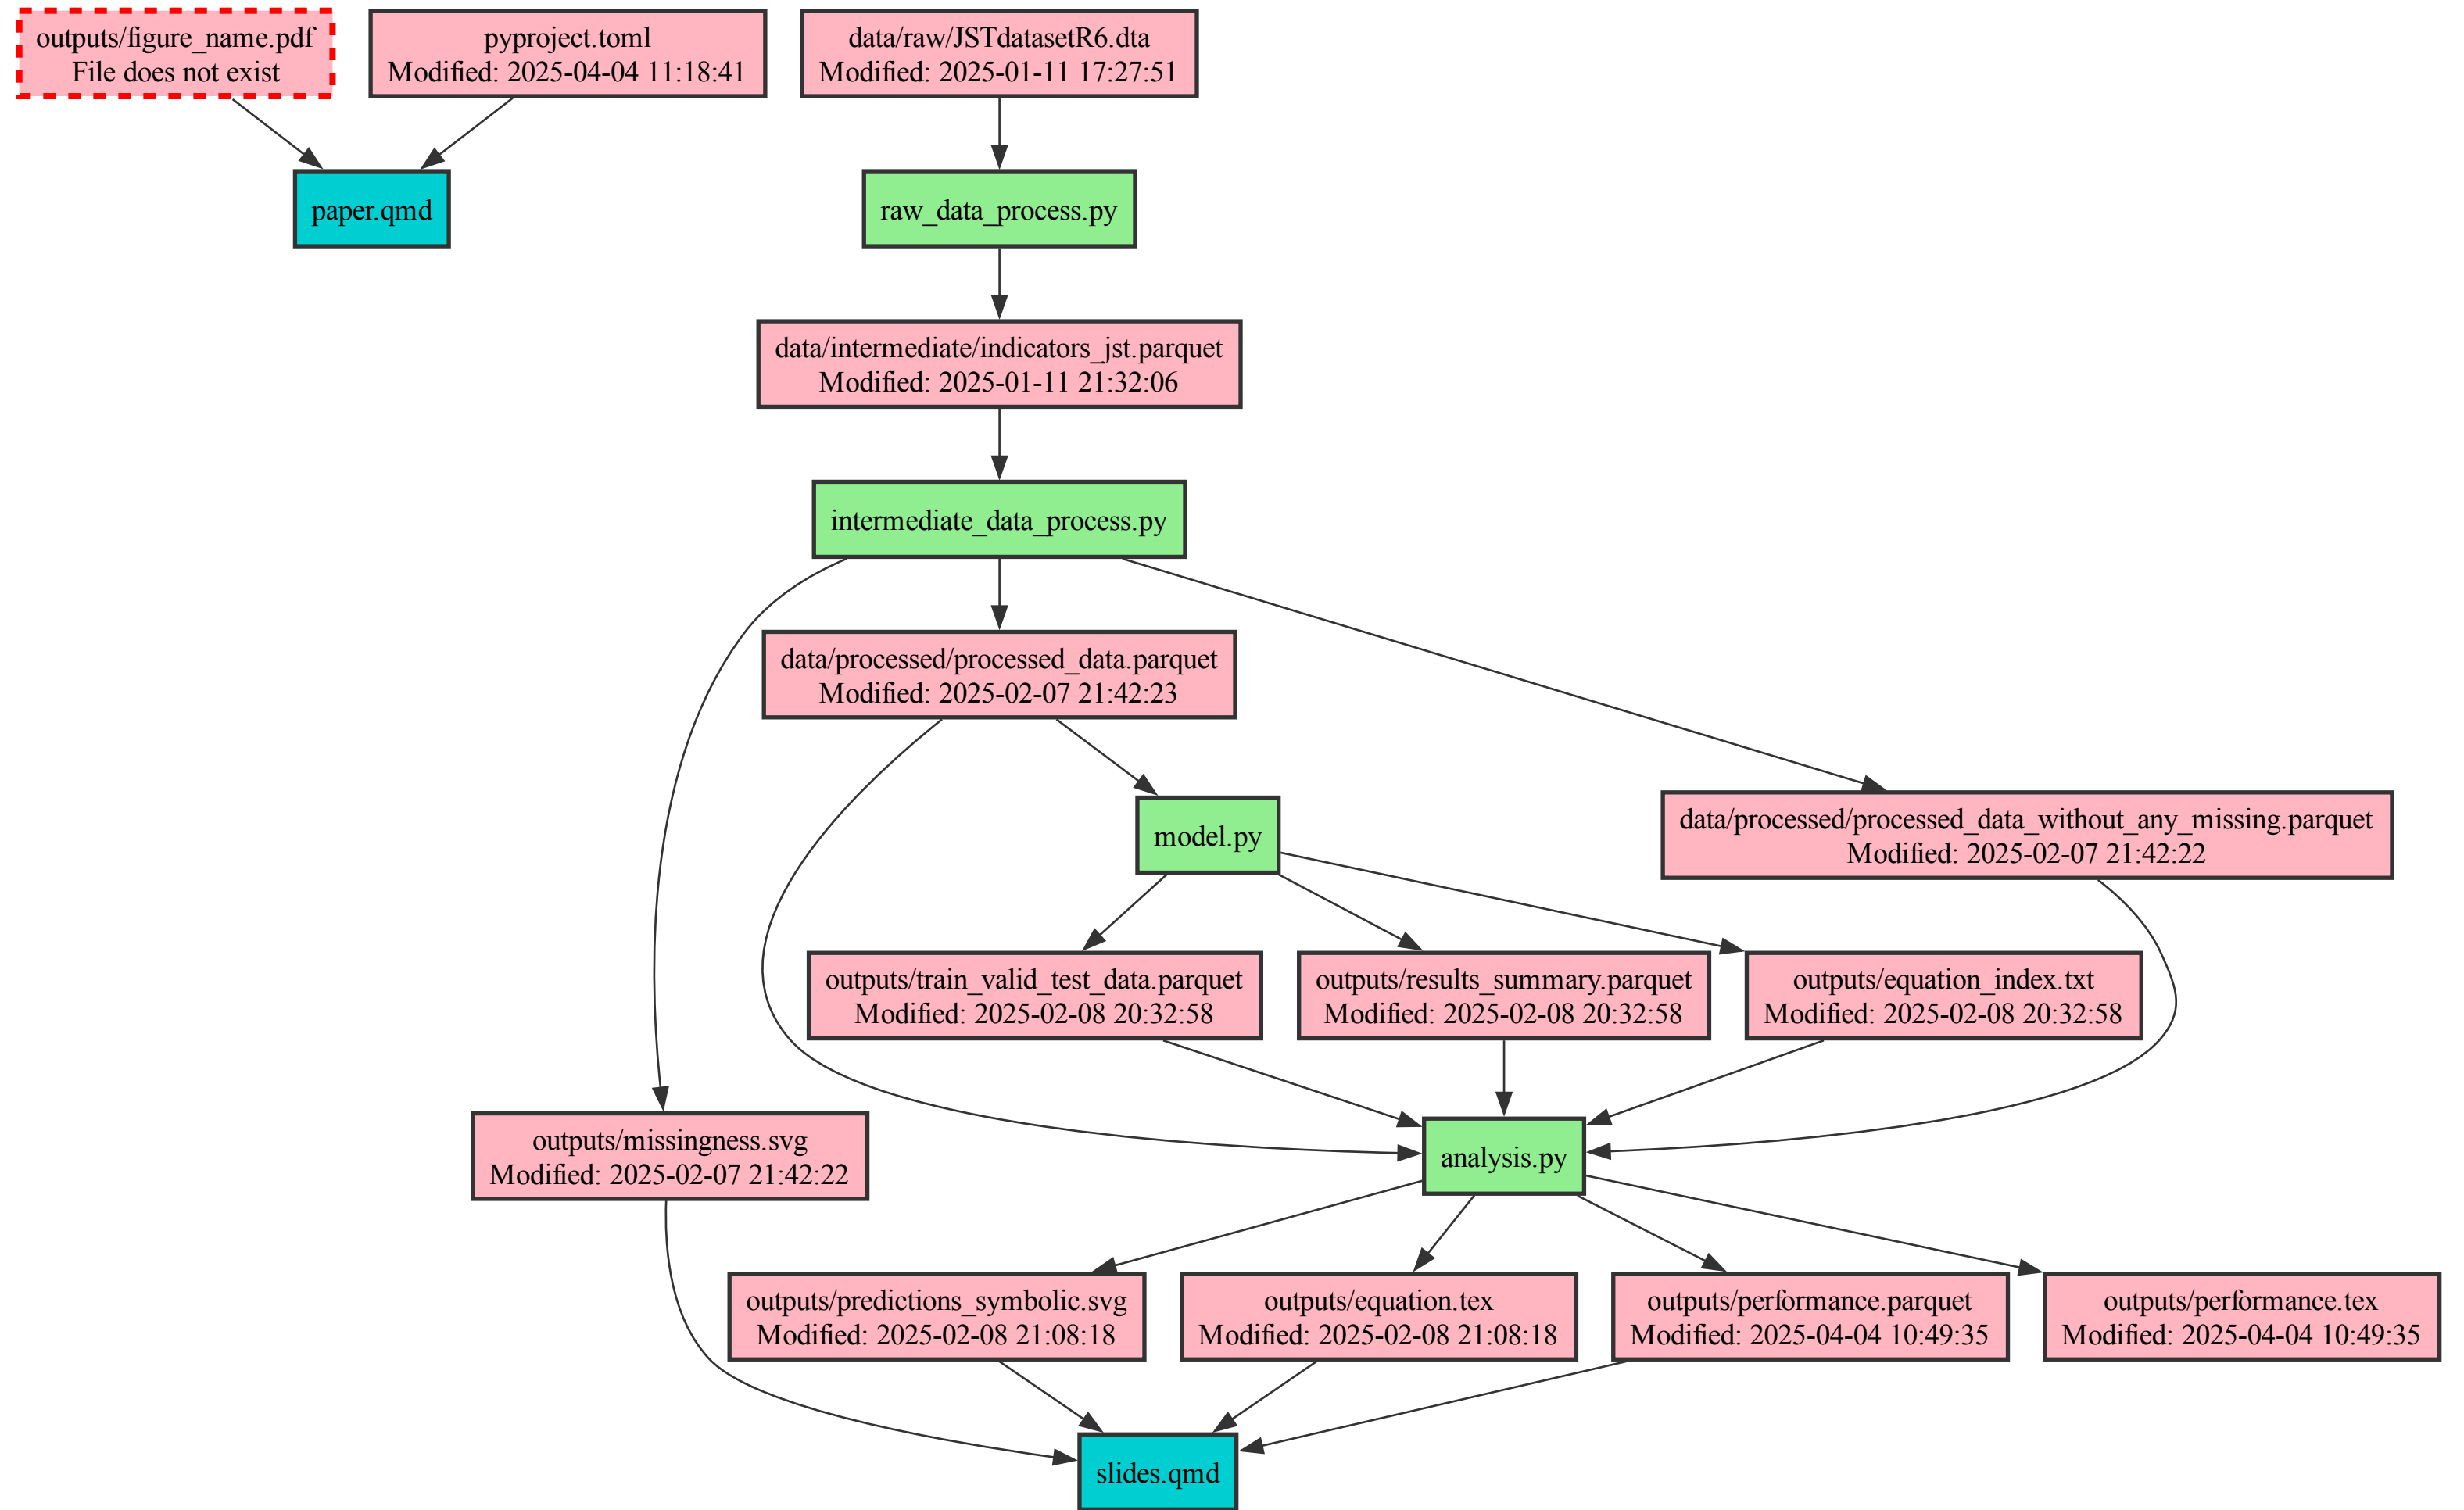 outputs/figure_name.pdf
File does not exist
pyproject.toml
Modified: 2025-04-04 11:18:41
data/raw/JSTdatasetR6.dta
Modified: 2025-01-11 17:27:51
paper.qmd
raw_data_process.py
data/intermediate/indicators_jst.parquet
Modified: 2025-01-11 21:32:06
intermediate_data_process.py
data/processed/processed_data.parquet
Modified: 2025-02-07 21:42:23
model.py
data/processed/processed_data_without_any_missing.parquet
Modified: 2025-02-07 21:42:22
outputs/train_valid_test_data.parquet
Modified: 2025-02-08 20:32:58
outputs/results_summary.parquet
Modified: 2025-02-08 20:32:58
outputs/equation_index.txt
Modified: 2025-02-08 20:32:58
outputs/missingness.svg
Modified: 2025-02-07 21:42:22
analysis.py
outputs/predictions_symbolic.svg
Modified: 2025-02-08 21:08:18
outputs/equation.tex
Modified: 2025-02-08 21:08:18
outputs/performance.parquet
Modified: 2025-04-04 10:49:35
outputs/performance.tex
Modified: 2025-04-04 10:49:35
slides.qmd